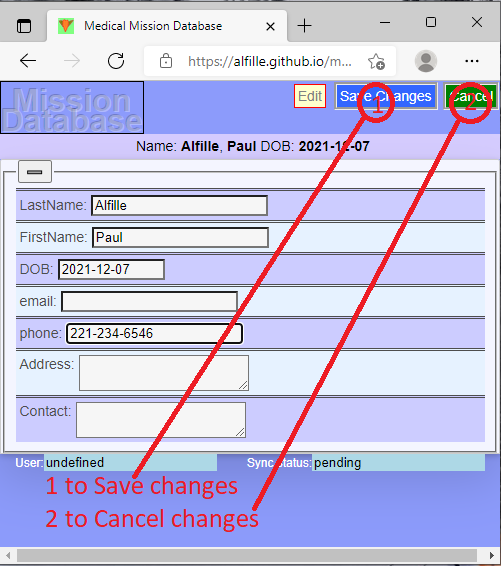 Medical Mission Database
https://alfille.github.io/m...
Mission
Database
Edit
Save Changes
Cancel
1
2
Name: Alfille, Paul DOB: 2021-12-07
LastName: Alfille
FirstName: Paul
DOB: 2021-12-07
email:
phone: 221-234-6546
Address:
Contact:
User: undefined
Sync status: pending
1 to Save changes
2 to Cancel changes